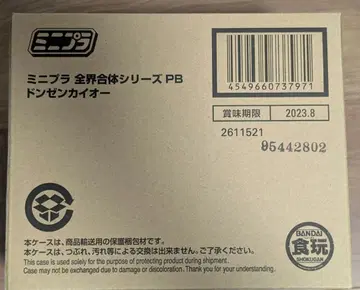 ミニプラ
ミニプラ 全界合体シリーズ PB
ドンゼンカイオー
4549660737971
賞味期限 2023.8
2611521
95442802
本ケースは、商品輸送用の保護梱包材です。
本ケースは、つぶれ、汚れ等による交換は出来ません。ご了承ください。
This case is used solely for the purpose of protecting product during shipment.
Case may not be exchanged due to damage or discoloration. Thank you for your understanding.
BANDAI
食玩
SHOKUGAN